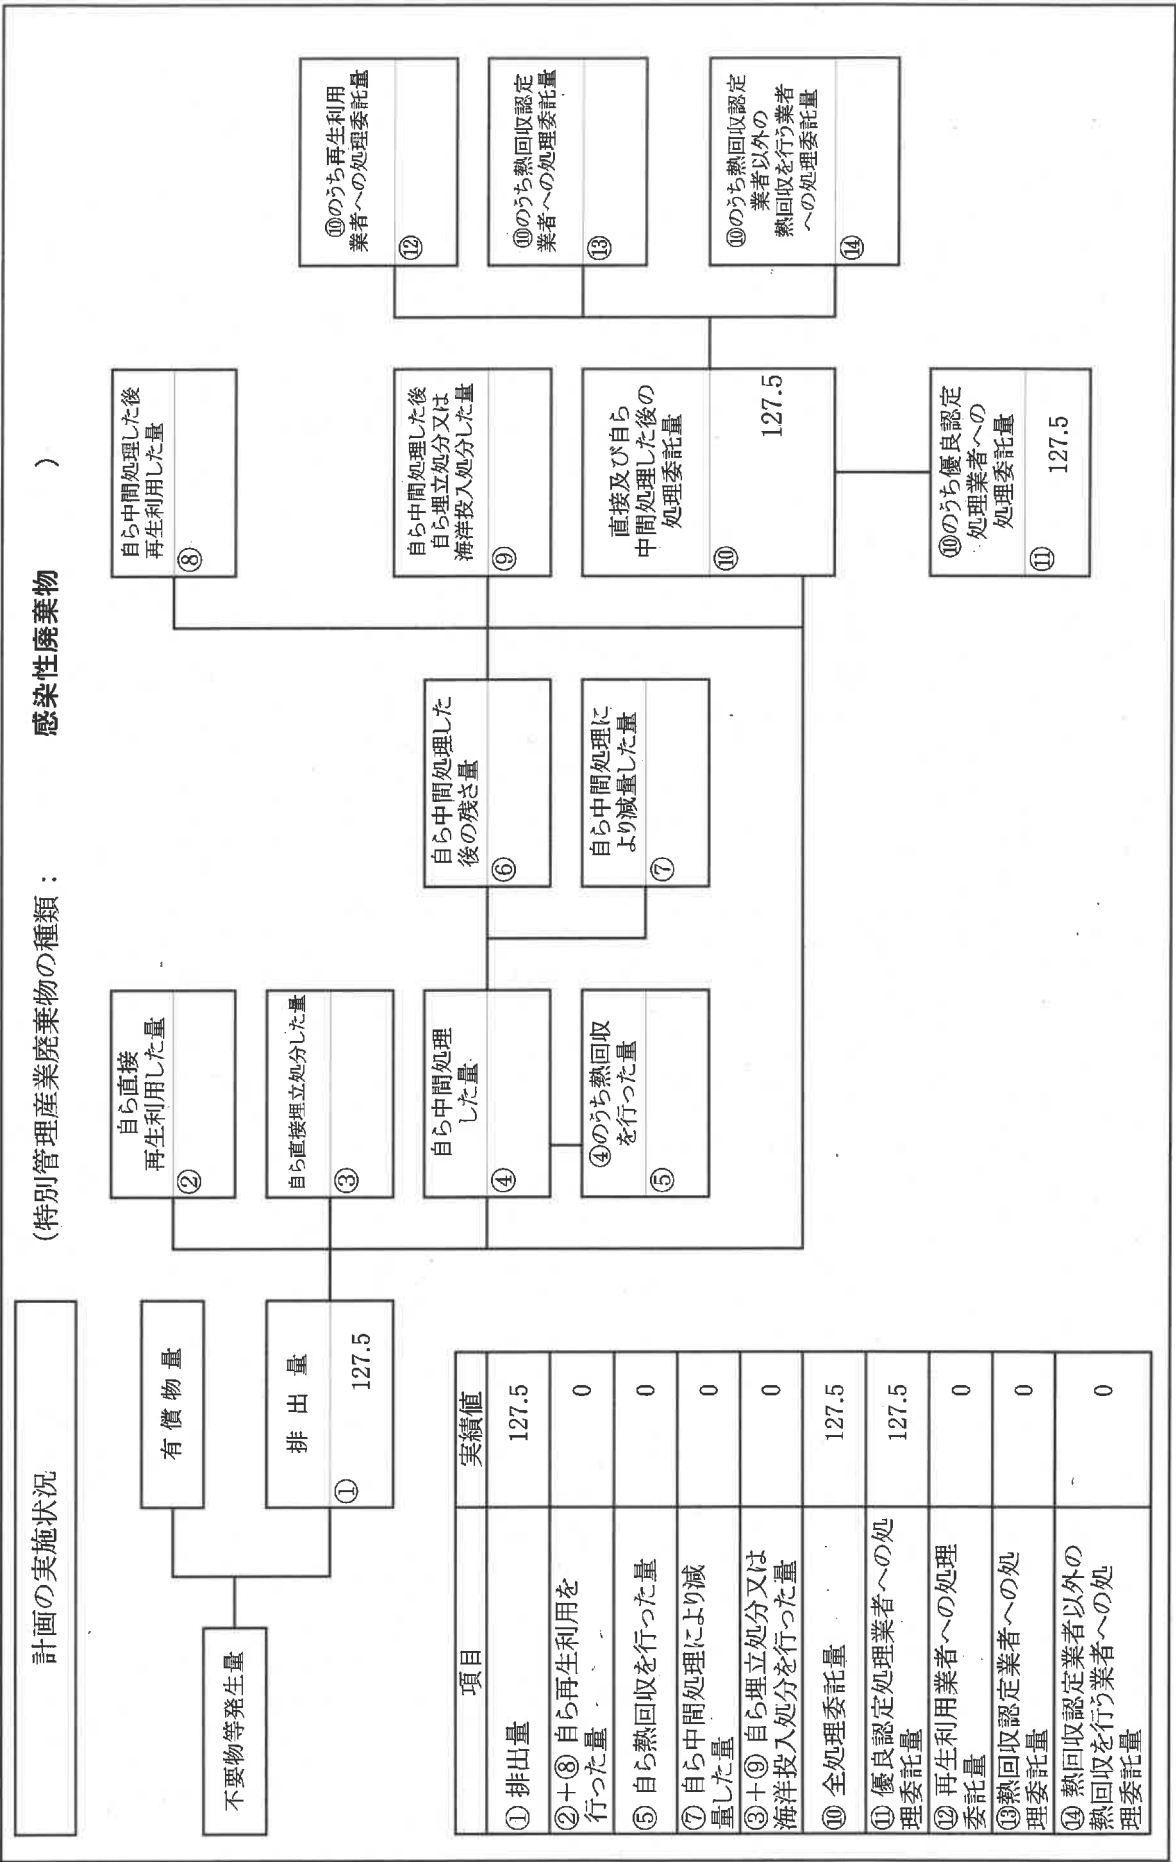 計画の実施状況
（特別管理産業廃棄物の種類：　感染性廃棄物　）
不要物等発生量
有償物量
排出量
① 127.5
自ら直接
再生利用した量
②
自ら直接埋立処分した量
③
自ら中間処理
した量
④
④のうち熱回収
を行った量
⑤
自ら中間処理した
後の残さ量
⑥
自ら中間処理に
より減量した量
⑦
自ら中間処理した後
再生利用した量
⑧
自ら中間処理した後
自ら埋立処分又は
海洋投入処分した量
⑨
直接及び自ら
中間処理した後の
処理委託量
⑩ 127.5
⑩のうち優良認定
処理業者への
処理委託量
⑪ 127.5
⑩のうち再生利用
業者への処理委託量
⑫
⑩のうち熱回収認定
業者への処理委託量
⑬
⑩のうち熱回収認定
業者以外の
熱回収を行う業者
への処理委託量
⑭
項目 実績値
① 排出量 127.5
②＋⑧ 自ら再生利用を
行った量 0
⑤ 自ら熱回収を行った量 0
⑦ 自ら中間処理により減
量した量 0
③＋⑨ 自ら埋立処分又は
海洋投入処分を行った量 0
⑩ 全処理委託量 127.5
⑪ 優良認定処理業者への処
理委託量 127.5
⑫ 再生利用業者への処理
委託量 0
⑬熱回収認定業者への処
理委託量 0
⑭ 熱回収認定業者以外の
熱回収を行う業者への処
理委託量 0